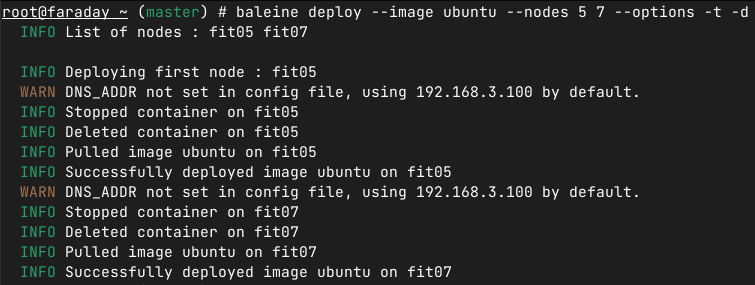 root@faraday ~ (master) # baleine deploy --image ubuntu --nodes 5 7 --options -t -d
INFO List of nodes : fit05 fit07
INFO Deploying first node : fit05
WARN DNS_ADDR not set in config file, using 192.168.3.100 by default.
INFO Stopped container on fit05
INFO Deleted container on fit05
INFO Pulled image ubuntu on fit05
INFO Successfully deployed image ubuntu on fit05
WARN DNS_ADDR not set in config file, using 192.168.3.100 by default.
INFO Stopped container on fit07
INFO Deleted container on fit07
INFO Pulled image ubuntu on fit07
INFO Successfully deployed image ubuntu on fit07